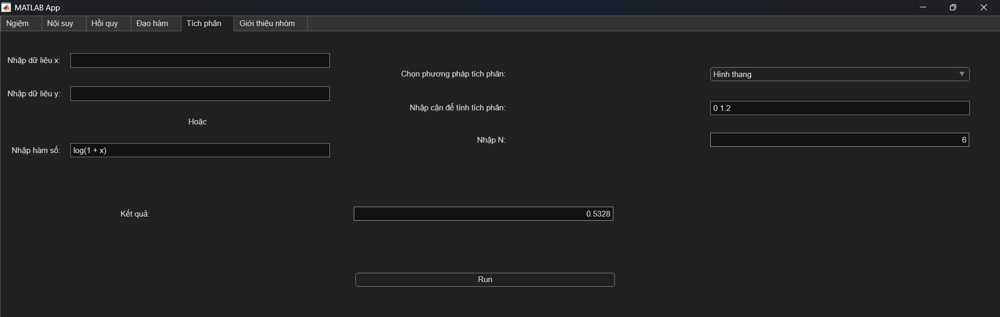 MATLAB App
Ngiệm Nội suy Hồi quy Đạo hàm Tích phân Giới thiệu nhóm
Nhập dữ liệu x:
Chọn phương pháp tích phân: Hình thang
Nhập dữ liệu y:
Nhập cận để tính tích phân: 0 1.2
Hoặc
Nhập N: 6
Nhập hàm số: log(1 + x)
Kết quả: 0.5328
Run